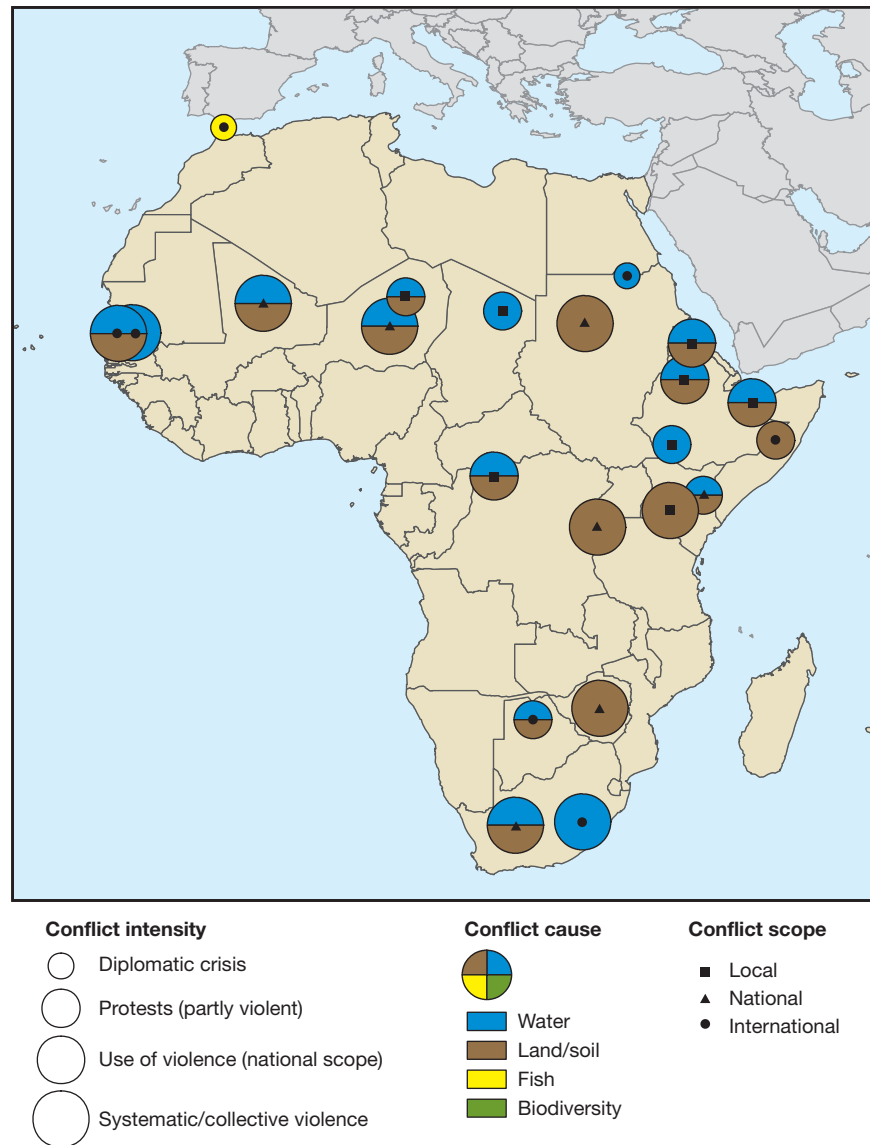 Conflict intensity
Diplomatic crisis
Protests (partly violent)
Use of violence (national scope)
Systematic/collective violence
Conflict cause
Water
Land/soil
Fish
Biodiversity
Conflict scope
Local
National
International